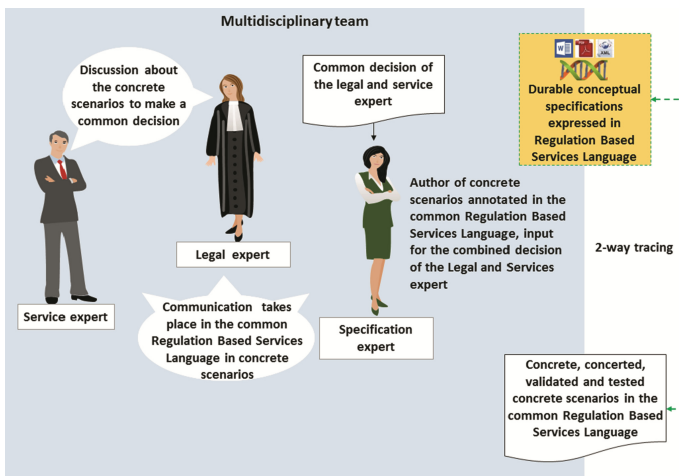 Multidisciplinary team
Discussion about the
concrete
scenarios to make a
common decision
Common decision of
the legal and service
expert
Durable conceptual
specifications
expressed in
Regulation Based
Services Language
Author of concrete
scenarios annotated in the
common Regulation Based
Services Language, input
for the combined decision
of the Legal and Services
expert
Legal expert
2-way tracing
Service expert
Communication takes
place in the common
Regulation Based Services
Language in concrete
scenarios
Specification
expert
Concrete, concerted,
validated and tested
concrete scenarios in the
common Regulation Based
Services Language